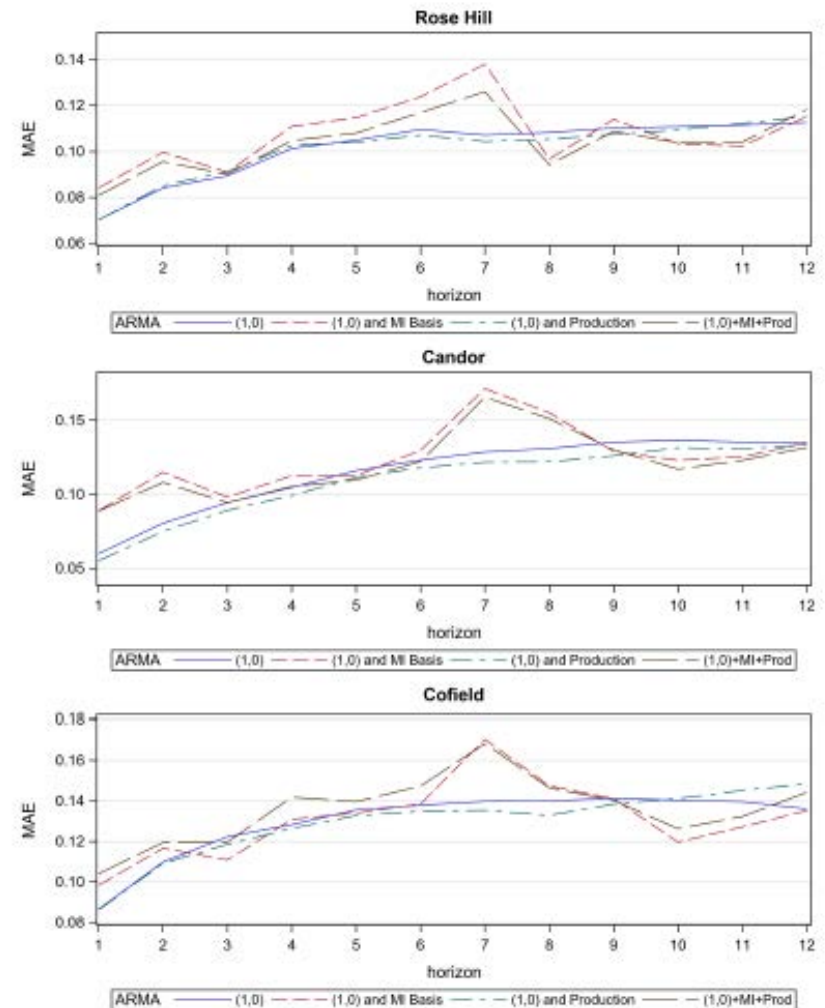 Rose Hill
0.14
0.12
0.10
0.08
0.06
MAE
1 2 3 4 5 6 7 8 9 10 11 12
horizon
ARMA (1,0) (1,0) and MI Basis (1,0) and Production (1,0)+MI+Prod
Candor
0.15
0.10
0.05
MAE
1 2 3 4 5 6 7 8 9 10 11 12
horizon
ARMA (1,0) (1,0) and MI Basis (1,0) and Production (1,0)+MI+Prod
Cofield
0.18
0.16
0.14
0.12
0.10
0.08
MAE
1 2 3 4 5 6 7 8 9 10 11 12
horizon
ARMA (1,0) (1,0) and MI Basis (1,0) and Production (1,0)+MI+Prod